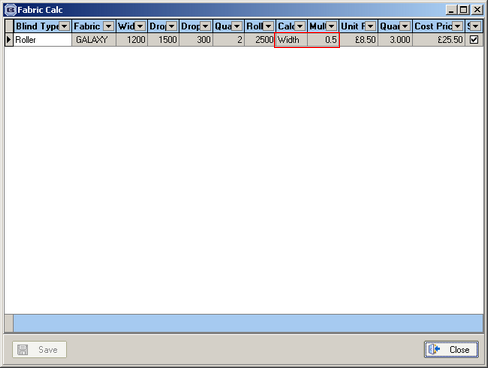 Fabric Calc
Blind Type Fabric Wid Drop Drop Qua Roll Calc Mult Unit F Quan Cost Pric S
Roller GALAXY 1200 1500 300 2 2500 Width 0.5 £8.50 3.000 £25.50
Save Close